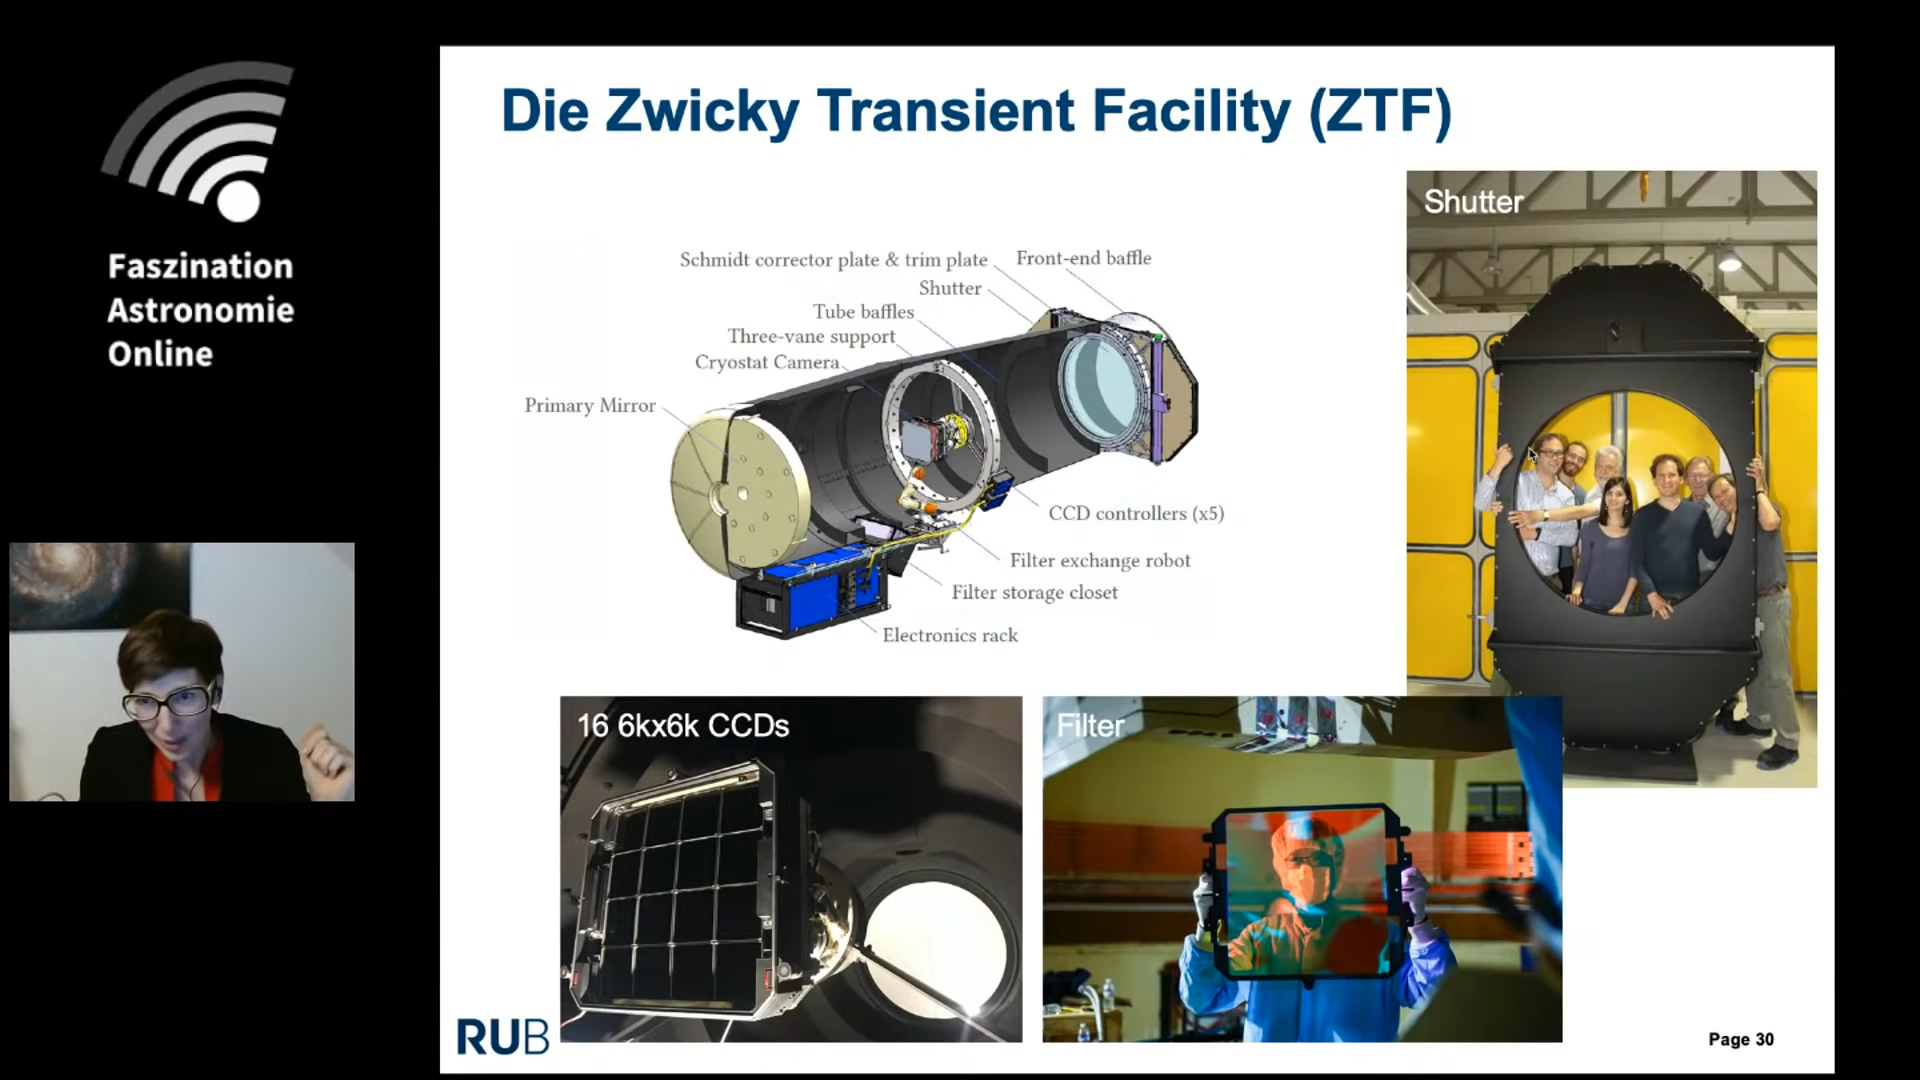 Faszination
Astronomie
Online
Die Zwicky Transient Facility (ZTF)
Schmidt corrector plate & trim plate
Front-end baffle
Shutter
Tube baffles
Three-vane support
Cryostat Camera
Primary Mirror
CCD controllers (x5)
Filter exchange robot
Filter storage closet
Electronics rack
Shutter
16 6kx6k CCDs
Filter
RUB
Page 30